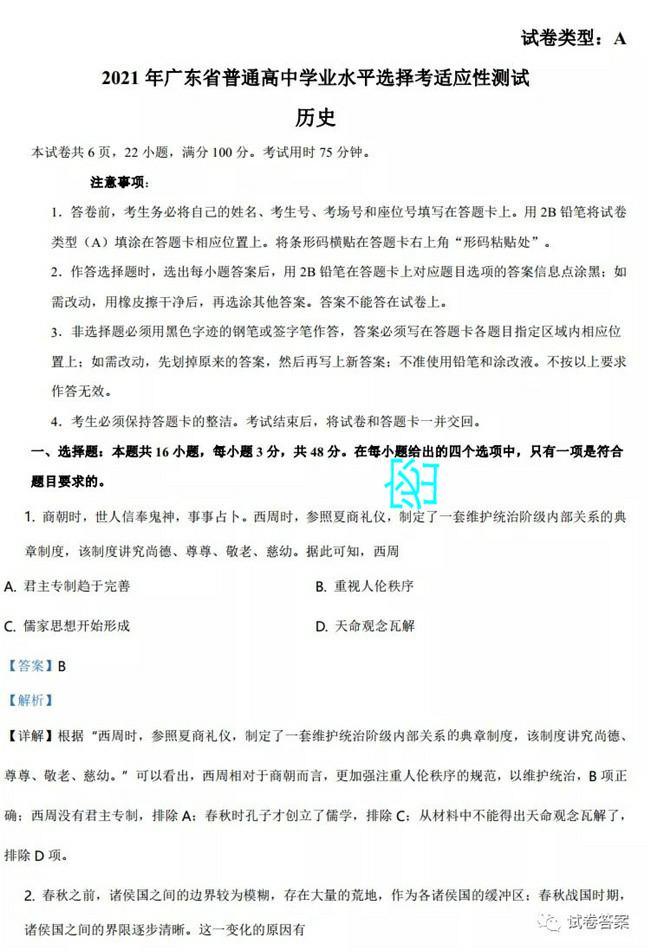 试卷类型：A
2021 年广东省普通高中学业水平选择考适应性测试
历史
本试卷共 6 页，22 小题，满分 100 分。考试用时 75 分钟。
注意事项：
1．答卷前，考生务必将自己的姓名、考生号、考场号和座位号填写在答题卡上。用 2B 铅笔将试卷
类型（A）填涂在答题卡相应位置上。将条形码横贴在答题卡右上角“形码粘贴处”。
2．作答选择题时，选出每小题答案后，用 2B 铅笔在答题卡上对应题目选项的答案信息点涂黑；如
需改动，用橡皮擦干净后，再选涂其他答案。答案不能答在试卷上。
3．非选择题必须用黑色字迹的钢笔或签字笔作答，答案必须写在答题卡各题目指定区域内相应位
置上；如需改动，先划掉原来的答案，然后再写上新答案；不准使用铅笔和涂改液。不按以上要求
作答无效。
4．考生必须保持答题卡的整洁。考试结束后，将试卷和答题卡一并交回。
一、选择题：本题共 16 小题，每小题 3 分，共 48 分。在每小题给出的四个选项中，只有一项是符合
题目要求的。
1. 商朝时，世人信奉鬼神，事事占卜。西周时，参照夏商礼仪，制定了一套维护统治阶级内部关系的典
章制度，该制度讲究尚德、尊尊、敬老、慈幼。据此可知，西周
A. 君主专制趋于完善 B. 重视人伦秩序
C. 儒家思想开始形成 D. 天命观念瓦解
【答案】B
【解析】
【详解】根据“西周时，参照夏商礼仪，制定了一套维护统治阶级内部关系的典章制度，该制度讲究尚德、
尊尊、敬老、慈幼。”可以看出，西周相对于商朝而言，更加强注重人伦秩序的规范，以维护统治，B 项正
确；西周没有君主专制，排除 A；春秋时孔子才创立了儒学，排除 C；从材料中不能得出天命观念瓦解了，
排除 D 项。
2. 春秋之前，诸侯国之间的边界较为模糊，存在大量的荒地，作为各诸侯国的缓冲区；春秋战国时期，
诸侯国之间的界限逐步清晰。这一变化的原因有
试卷答案